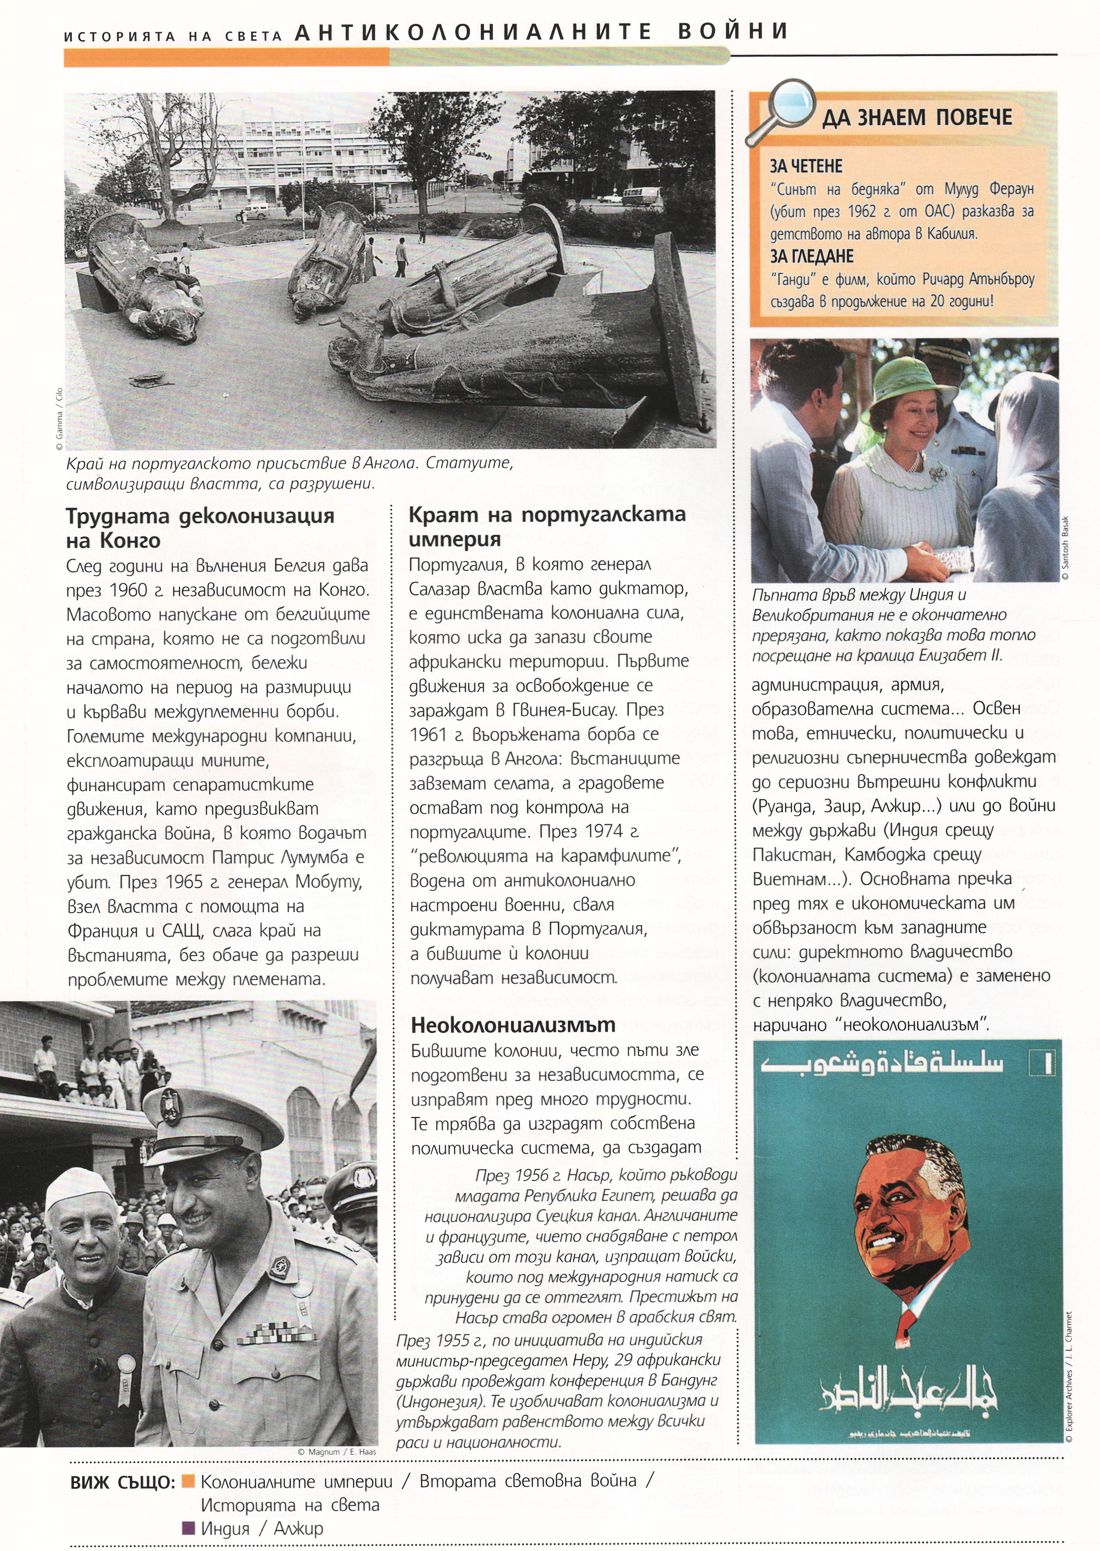 ИСТОРИЯТА НА СВЕТА АНТИКОЛОНИАЛНИТЕ ВОЙНИ
© Gamma / Cilo
Край на португалското присъствие в Ангола. Статуите,
символизиращи властта, са разрушени.
Трудната деколонизация
на Конго
След години на вълнения Белгия дава
през 1960 г. независимост на Конго.
Масовото напускане от белгийците
на страна, която не са подготвили
за самостоятелност, бележи
началото на период на размирици
и кървави междуплеменни борби.
Големите международни компании,
експлоатиращи мините,
финансират сепаратистките
движения, като предизвикват
гражданска война, в която водачът
за независимост Патрис Лумумба е
убит. През 1965 г. генерал Мобуту,
взел властта с помощта на
Франция и САЩ, слага край на
въстанията, без обаче да разреши
проблемите между племената.
© Magnum / E. Haas
Краят на португалската
империя
Португалия, в която генерал
Салазар властва като диктатор,
е единствената колониална сила,
която иска да запази своите
африкански територии. Първите
движения за освобождение се
зараждат в Гвинея-Бисау. През
1961 г. въоръжената борба се
разгръща в Ангола: въстаниците
завземат селата, а градовете
остават под контрола на
португалците. През 1974 г.
"революцията на карамфилите",
водена от антиколониално
настроени военни, сваля
диктатурата в Португалия,
а бившите ѝ колонии
получават независимост.
Неоколониализмът
Бившите колонии, често пъти зле
подготвени за независимостта, се
изправят пред много трудности.
Те трябва да изградят собствена
политическа система, да създадат
През 1956 г. Насър, който ръководи
младата Република Египет, решава да
национализира Суецкия канал. Англичаните
и французите, чието снабдяване с петрол
зависи от този канал, изпращат войски,
които под международния натиск са
принудени да се оттеглят. Престижът на
Насър става огромен в арабския свят.
През 1955 г., по инициатива на индийския
министър-председател Неру, 29 африкански
държави провеждат конференция в Бандунг
(Индонезия). Те изобличават колониализма и
утвърждават равенството между всички
раси и националности.
ДА ЗНАЕМ ПОВЕЧЕ
ЗА ЧЕТЕНЕ
"Синът на бедняка" от Мулуд Фераун
(убит през 1962 г. от ОАС) разказва за
детството на автора в Кабилия.
ЗА ГЛЕДАНЕ
"Ганди" е филм, който Ричард Атънбъроу
създава в продължение на 20 години!
© Santosh Basak
Пъпната връв между Индия и
Великобритания не е окончателно
прерязана, както показва това топло
посрещане на кралица Елизабет II.
администрация, армия,
образователна система... Освен
това, етнически, политически и
религиозни съперничества довеждат
до сериозни вътрешни конфликти
(Руанда, Заир, Алжир...) или до войни
между държави (Индия срещу
Пакистан, Камбоджа срещу
Виетнам...). Основната пречка
пред тях е икономическата им
обвързаност към западните
сили: директното владичество
(колониалната система) е заменено
с непряко владичество,
наричано "неоколониализъм".
سلسلة قادة وشعوب
١
جمال عبد الناصر
© Explorer Archives / J. L. Charmet
ВИЖ СЪЩО: Колониалните империи / Втората световна война /
Историята на света
Индия / Алжир